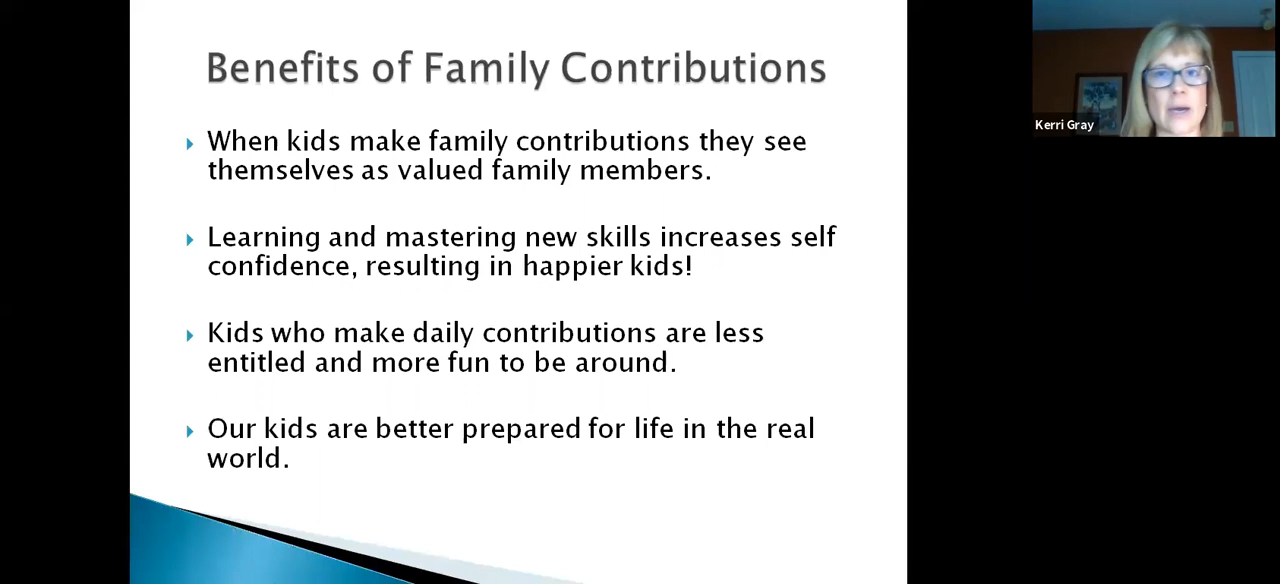 Benefits of Family Contributions
When kids make family contributions they see
themselves as valued family members.
Learning and mastering new skills increases self
confidence, resulting in happier kids!
Kids who make daily contributions are less
entitled and more fun to be around.
Our kids are better prepared for life in the real
world.
Kerri Gray